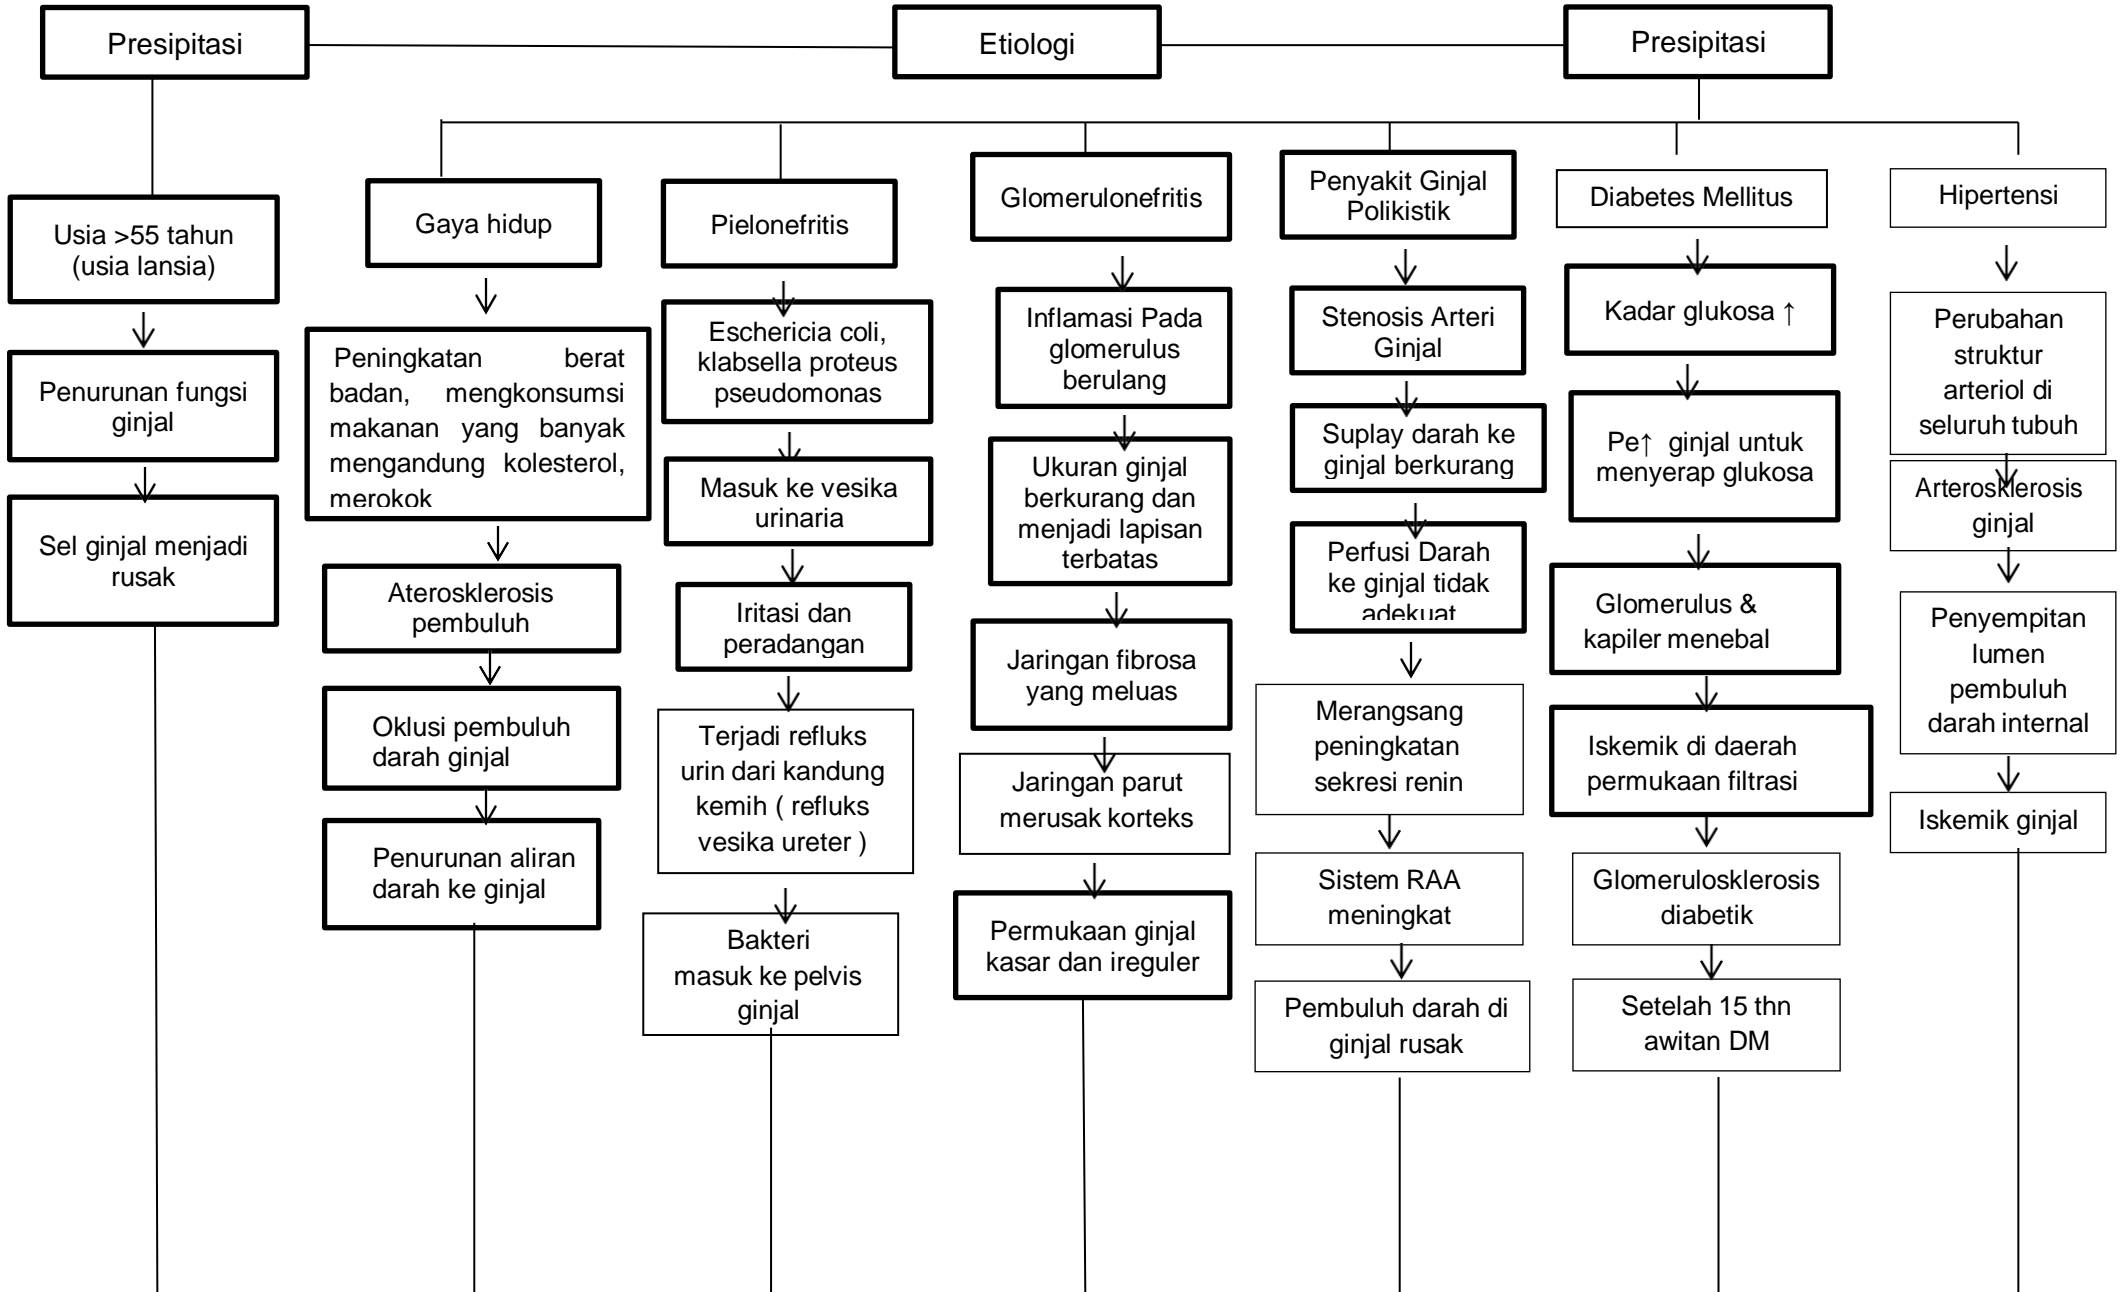 Presipitasi
Etiologi
Presipitasi
Usia >55 tahun
(usia lansia)
Penurunan fungsi
ginjal
Sel ginjal menjadi
rusak
Gaya hidup
Peningkatan berat
badan, mengkonsumsi
makanan yang banyak
mengandung kolesterol,
merokok
Aterosklerosis
pembuluh
Oklusi pembuluh
darah ginjal
Penurunan aliran
darah ke ginjal
Pielonefritis
Eschericia coli,
klabsella proteus
pseudomonas
Masuk ke vesika
urinaria
Iritasi dan
peradangan
Terjadi refluks
urin dari kandung
kemih ( refluks
vesika ureter )
Bakteri
masuk ke pelvis
ginjal
Glomerulonefritis
Inflamasi Pada
glomerulus
berulang
Ukuran ginjal
berkurang dan
menjadi lapisan
terbatas
Jaringan fibrosa
yang meluas
Jaringan parut
merusak korteks
Permukaan ginjal
kasar dan ireguler
Penyakit Ginjal
Polikistik
Stenosis Arteri
Ginjal
Suplay darah ke
ginjal berkurang
Perfusi Darah
ke ginjal tidak
adekuat
Merangsang
peningkatan
sekresi renin
Sistem RAA
meningkat
Pembuluh darah di
ginjal rusak
Diabetes Mellitus
Kadar glukosa ↑
Pe↑ ginjal untuk
menyerap glukosa
Glomerulus &
kapiler menebal
Iskemik di daerah
permukaan filtrasi
Glomerulosklerosis
diabetik
Setelah 15 thn
awitan DM
Hipertensi
Perubahan
struktur
arteriol di
seluruh tubuh
Arterosklerosis
ginjal
Penyempitan
lumen
pembuluh
darah internal
Iskemik ginjal